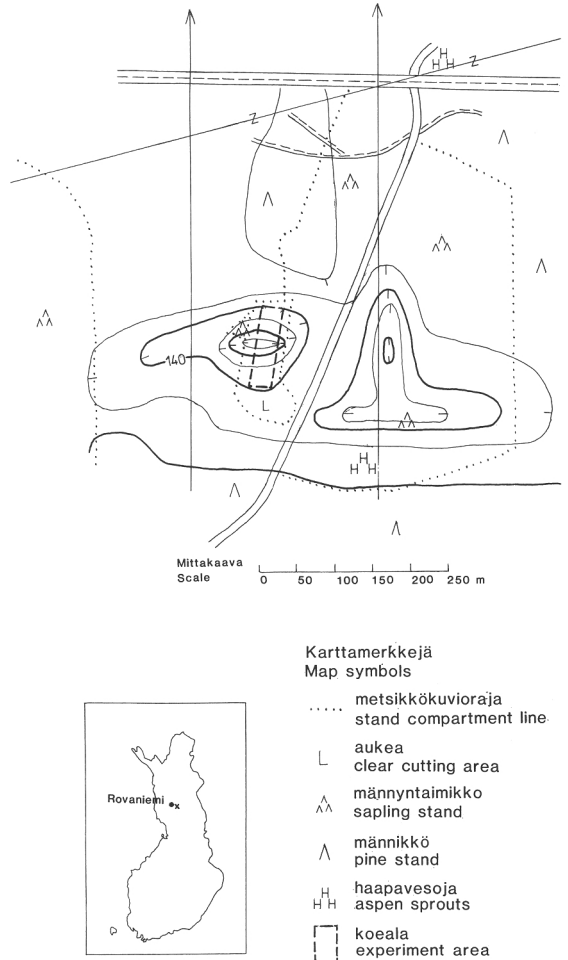 Z
Z
140
Mittakaava
Scale
0 50 100 150 200 250 m
Karttamerkkejä
Map symbols
metsikkökuvioraja
stand compartment line
aukea
clear cutting area
männyntaimikko
sapling stand
männikkö
pine stand
haapavesoja
aspen sprouts
koeala
experiment area
Rovaniemi